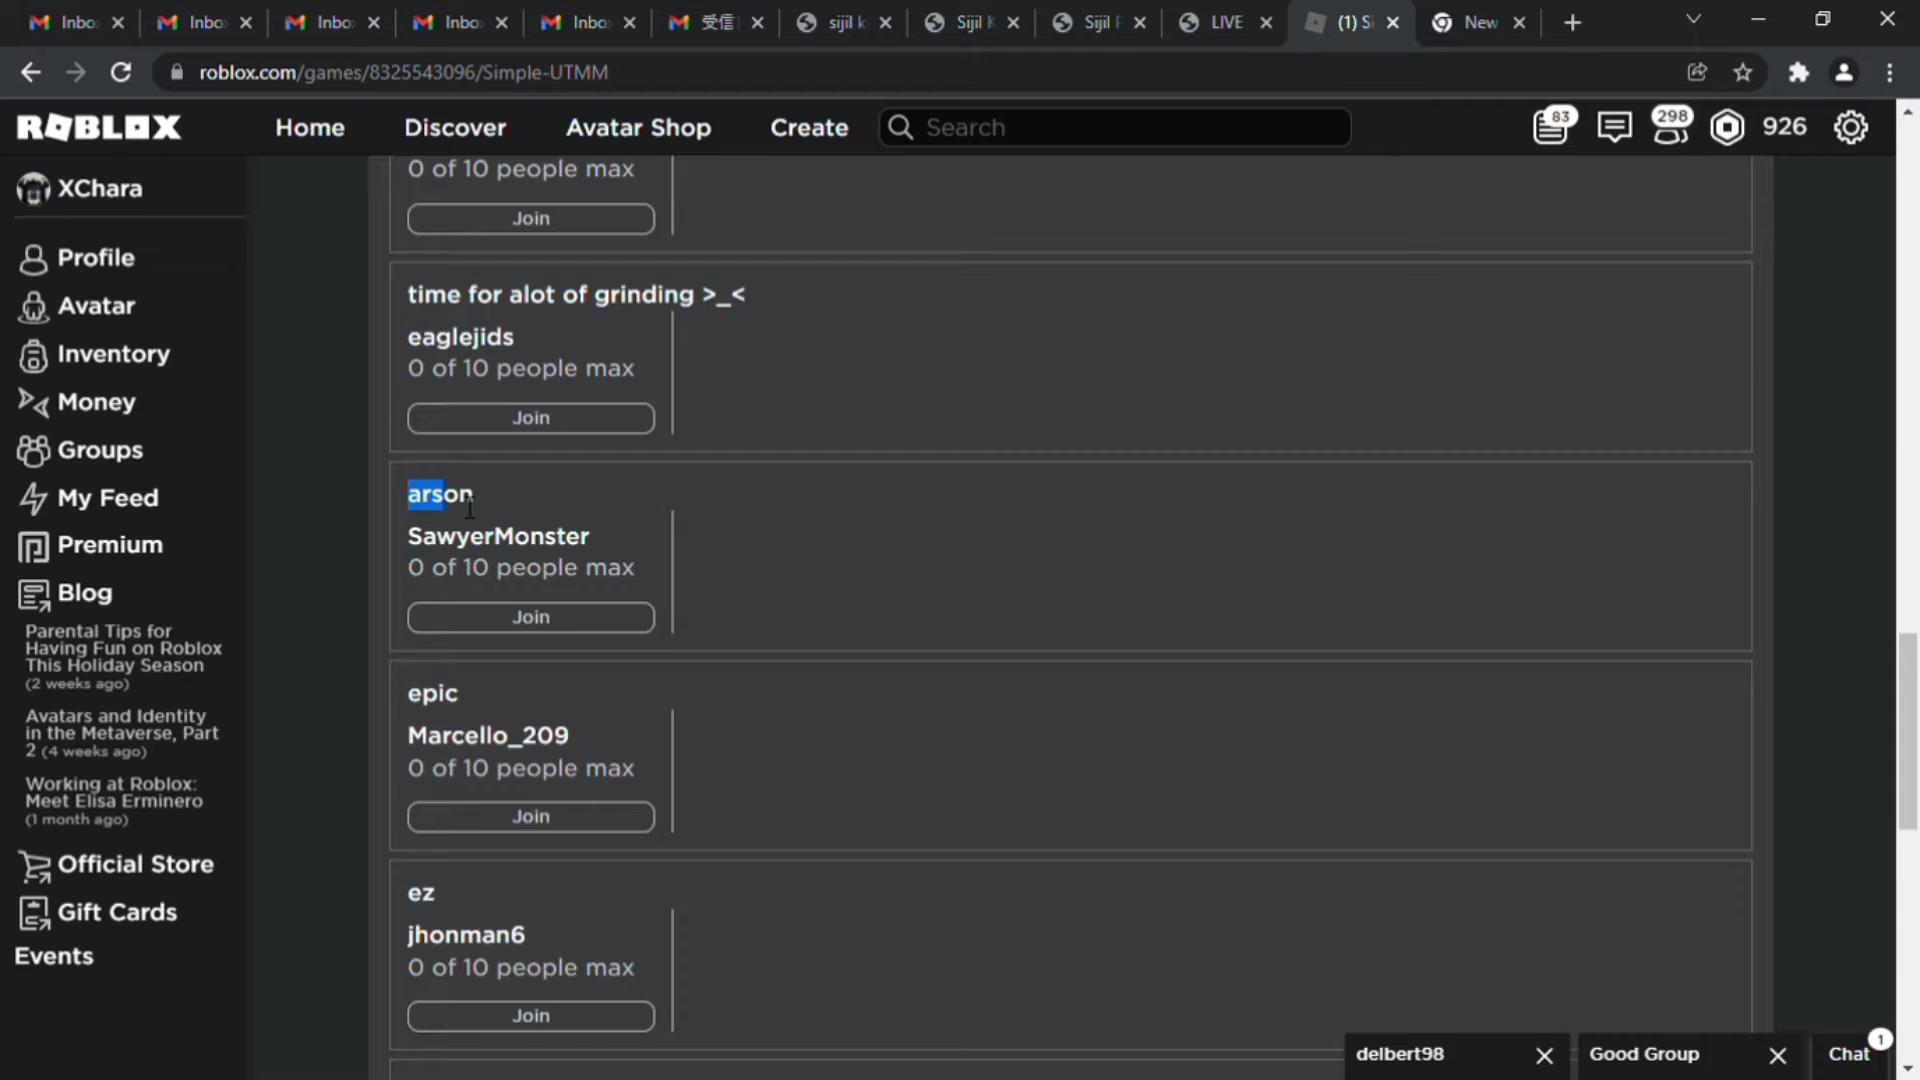 Inbo
Inbo
Inbo
Inbo
Inbo
受信
sijil k
Sijil K
Sijil F
LIVE
(1) Si
New
roblox.com/games/8325543096/Simple-UTMM
ROBLOX
Home
Discover
Avatar Shop
Create
Search
83
298
926
XChara
Profile
Avatar
Inventory
Money
Groups
My Feed
Premium
Blog
Parental Tips for
Having Fun on Roblox
This Holiday Season
(2 weeks ago)
Avatars and Identity
in the Metaverse, Part
2 (4 weeks ago)
Working at Roblox:
Meet Elisa Erminero
(1 month ago)
Official Store
Gift Cards
Events
0 of 10 people max
Join
time for alot of grinding >_<
eaglejids
0 of 10 people max
Join
arson
SawyerMonster
0 of 10 people max
Join
epic
Marcello_209
0 of 10 people max
Join
ez
jhonman6
0 of 10 people max
Join
delbert98
Good Group
Chat
1